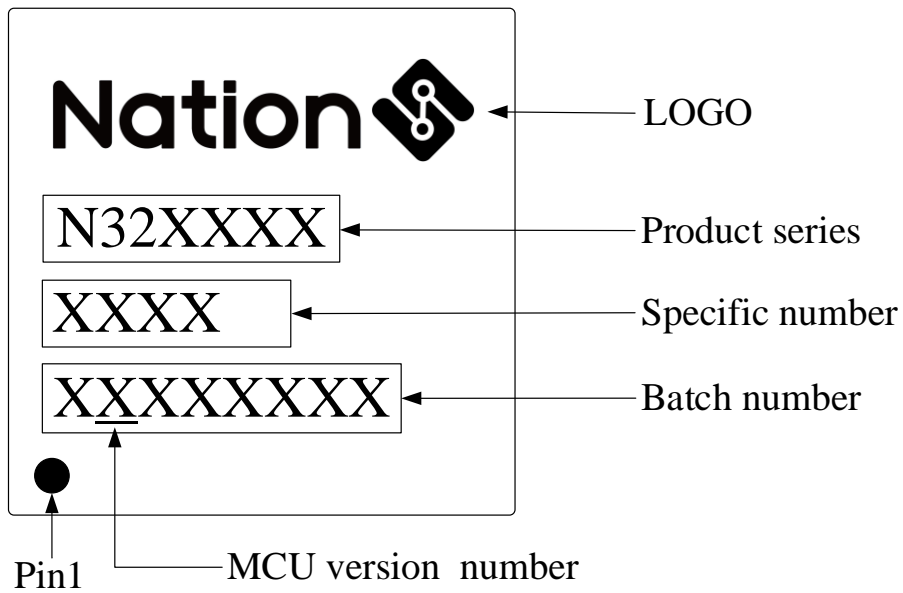 Nation
LOGO
N32XXXX
Product series
XXXX
Specific number
XXXXXXXX
Batch number
Pin1
MCU version number